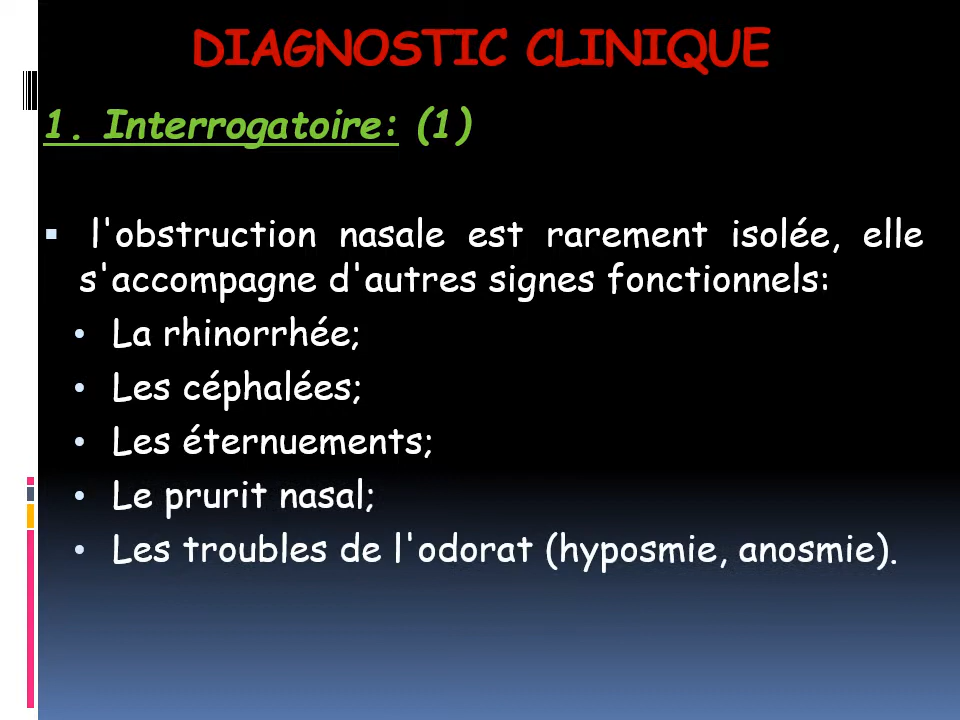 DIAGNOSTIC CLINIQUE
1. Interrogatoire: (1)
▪ l'obstruction nasale est rarement isolée, elle
s'accompagne d'autres signes fonctionnels:
• La rhinorrhée;
• Les céphalées;
• Les éternuements;
• Le prurit nasal;
• Les troubles de l'odorat (hyposmie, anosmie).